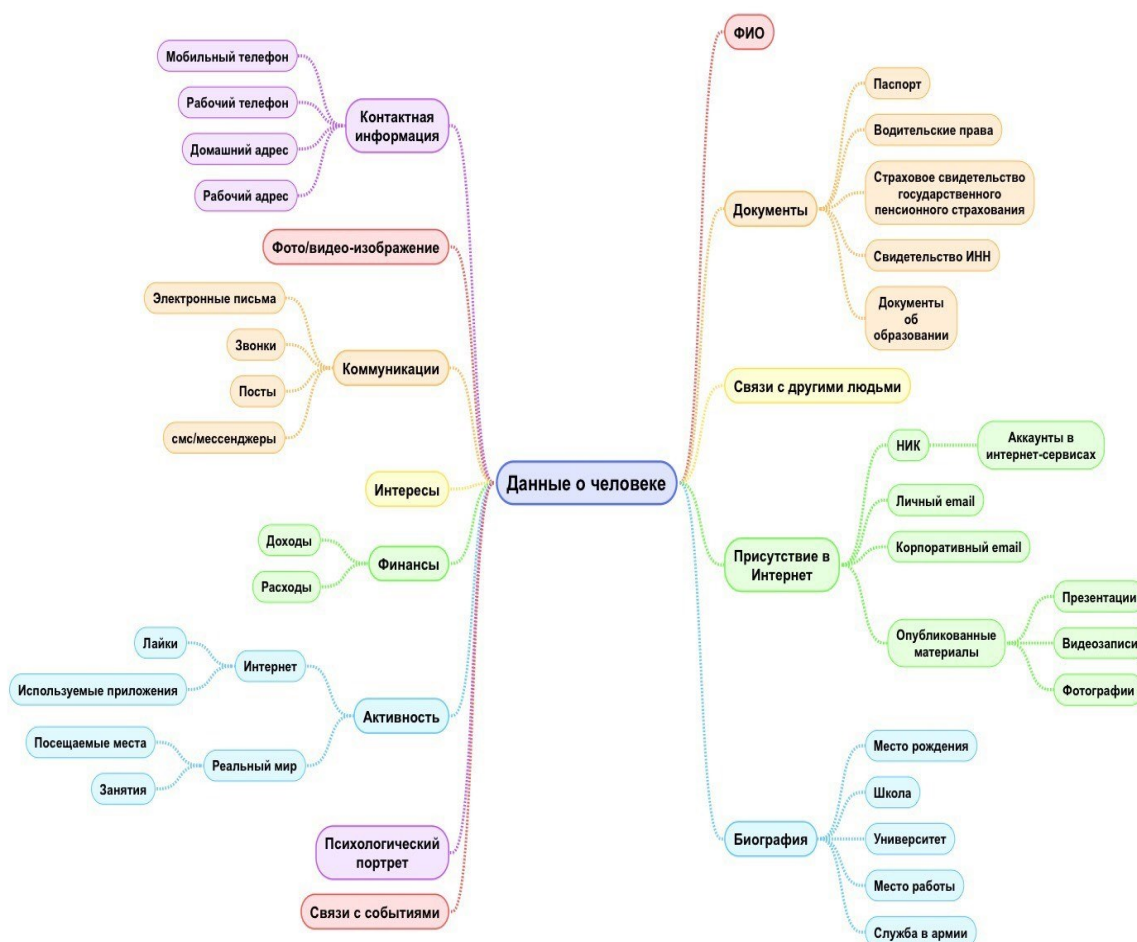 ФИО
Мобильный телефон
Рабочий телефон
Домашний адрес
Рабочий адрес
Контактная
информация
Фото/видео-изображение
Электронные письма
Звонки
Посты
смс/мессенджеры
Коммуникации
Интересы
Доходы
Расходы
Финансы
Лайки
Используемые приложения
Интернет
Посещаемые места
Занятия
Реальный мир
Активность
Психологический
портрет
Связи с событиями
Данные о человеке
Документы
Паспорт
Водительские права
Страховое свидетельство
государственного
пенсионного страхования
Свидетельство ИНН
Документы
об
образовании
Связи с другими людьми
Присутствие в
Интернет
НИК
Аккаунты в
интернет-сервисах
Личный email
Корпоративный email
Опубликованные
материалы
Презентации
Видеозаписи
Фотографии
Биография
Место рождения
Школа
Университет
Место работы
Служба в армии